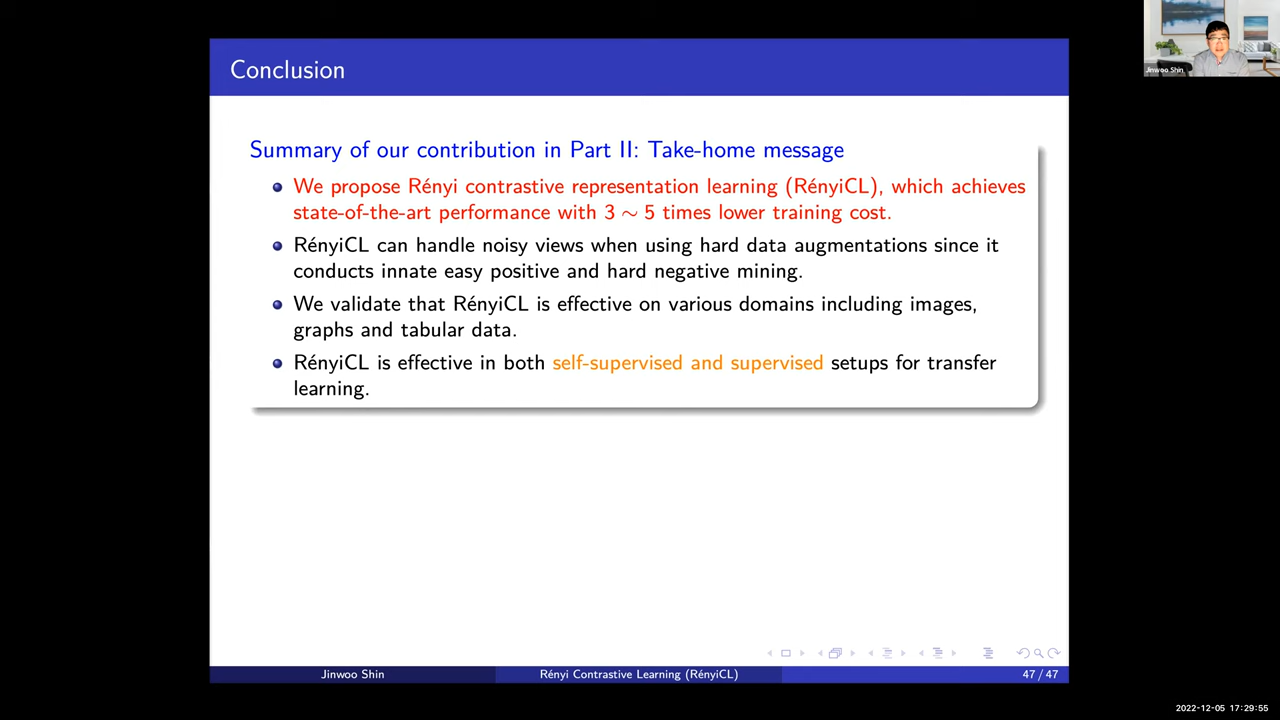 Conclusion
Jinwoo Shin
Summary of our contribution in Part II: Take-home message
We propose Rényi contrastive representation learning (RényiCL), which achieves
state-of-the-art performance with 3 ∼ 5 times lower training cost.
RényiCL can handle noisy views when using hard data augmentations since it
conducts innate easy positive and hard negative mining.
We validate that RényiCL is effective on various domains including images,
graphs and tabular data.
RényiCL is effective in both self-supervised and supervised setups for transfer
learning.
Jinwoo Shin
Rényi Contrastive Learning (RényiCL)
47 / 47
2022-12-05 17:29:55